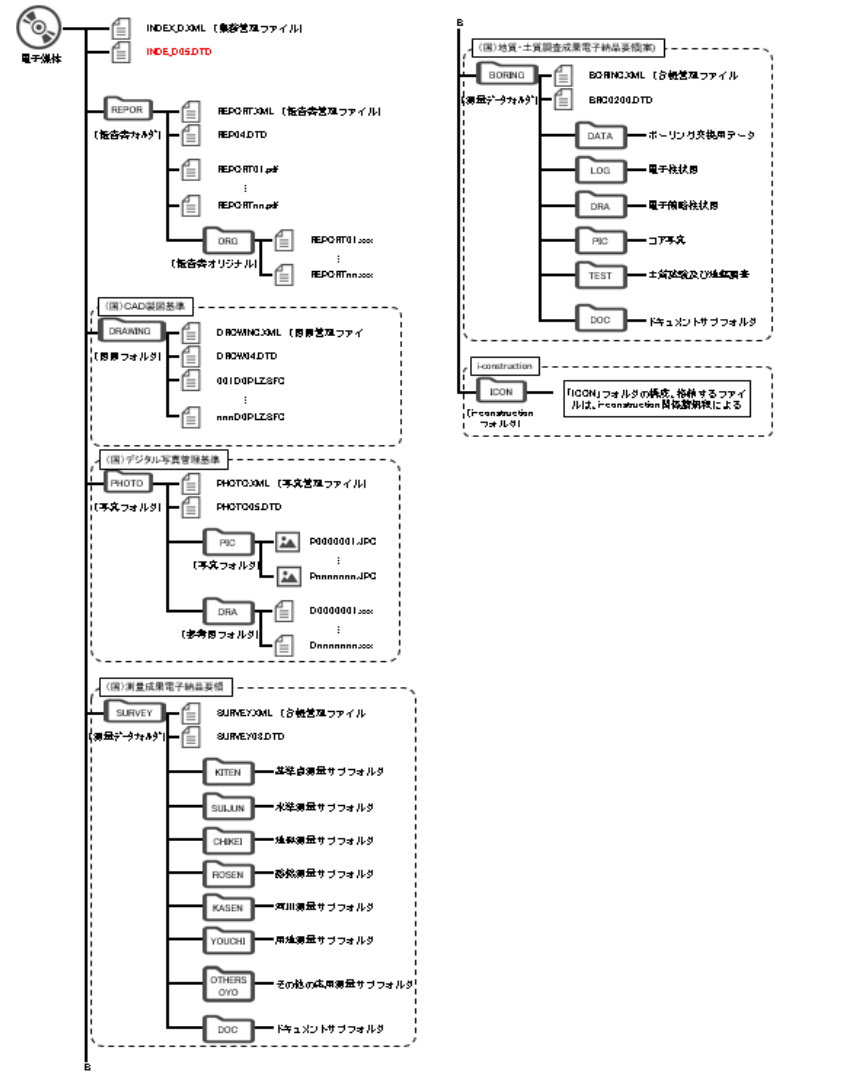 電子媒体
INDEX_D.XML 〔業務管理ファイル〕
INDE_D05.DTD
REPOR
〔報告書フォルダ〕
REPORT.XML 〔報告書管理ファイル〕
REP04.DTD
REPORT01.pdf
⋮
REPORTnn.pdf
ORG
〔報告書オリジナル〕
REPORT01.xxx
⋮
REPORTnn.xxx
(国)CAD製図基準
DRAWING
〔図面フォルダ〕
DRAWING.XML 〔図面管理ファイ
DRAW04.DTD
001D0PLZ.SFC
⋮
nnnD0PLZ.SFC
(国)デジタル写真管理基準
PHOTO
〔写真フォルダ〕
PHOTO.XML 〔写真管理ファイル〕
PHOTO05.DTD
PIC
〔写真フォルダ〕
P0000001.JPG
⋮
Pnnnnnnn.JPG
DRA
〔参考図フォルダ〕
D0000001.xxx
⋮
Dnnnnnnn.xxx
(国)測量成果電子納品要領
SURVEY
〔測量データフォルダ〕
SURVEY.XML 〔台帳管理ファイル
SURVEY03.DTD
KITEN
基準点測量サブフォルダ
SUIJUN
水準測量サブフォルダ
CHIKEI
地形測量サブフォルダ
ROSEN
路線測量サブフォルダ
KASEN
河川測量サブフォルダ
YOUCHI
用地測量サブフォルダ
OTHERS
OYO
その他の応用測量サブフォルダ
DOC
ドキュメントサブフォルダ
B
B
(国)地質・土質調査成果電子納品要領(案)
BORING
〔測量データフォルダ〕
BORING.XML 〔台帳管理ファイル
BRG0200.DTD
DATA
ボーリング交換用データ
LOG
電子柱状図
DRA
電子簡略柱状図
PIC
コア写真
TEST
土質試験及び地盤調査
DOC
ドキュメントサブフォルダ
i-construction
ICON
〔i-construction
フォルダ〕
「ICON」フォルダの構成、格納するファイ
ルは、i-construction関係基準類による